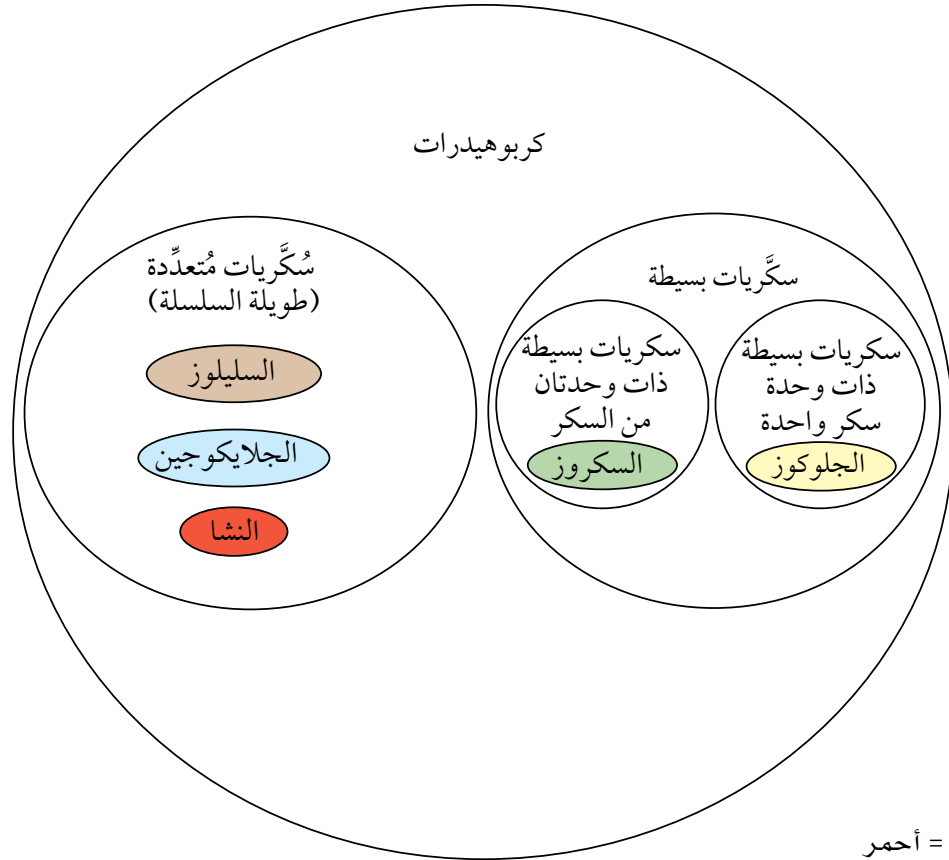 كربوهيدرات
سكَّريات بسيطة
سكريات بسيطة
ذات وحدة
سكر واحدة
الجلوكوز
سكريات بسيطة
ذات وحدتان
من السكر
السكروز
سُكَّريات مُتعدِّدة
(طويلة السلسلة)
السليلوز
الجلايكوجين
النشا
= أحمر